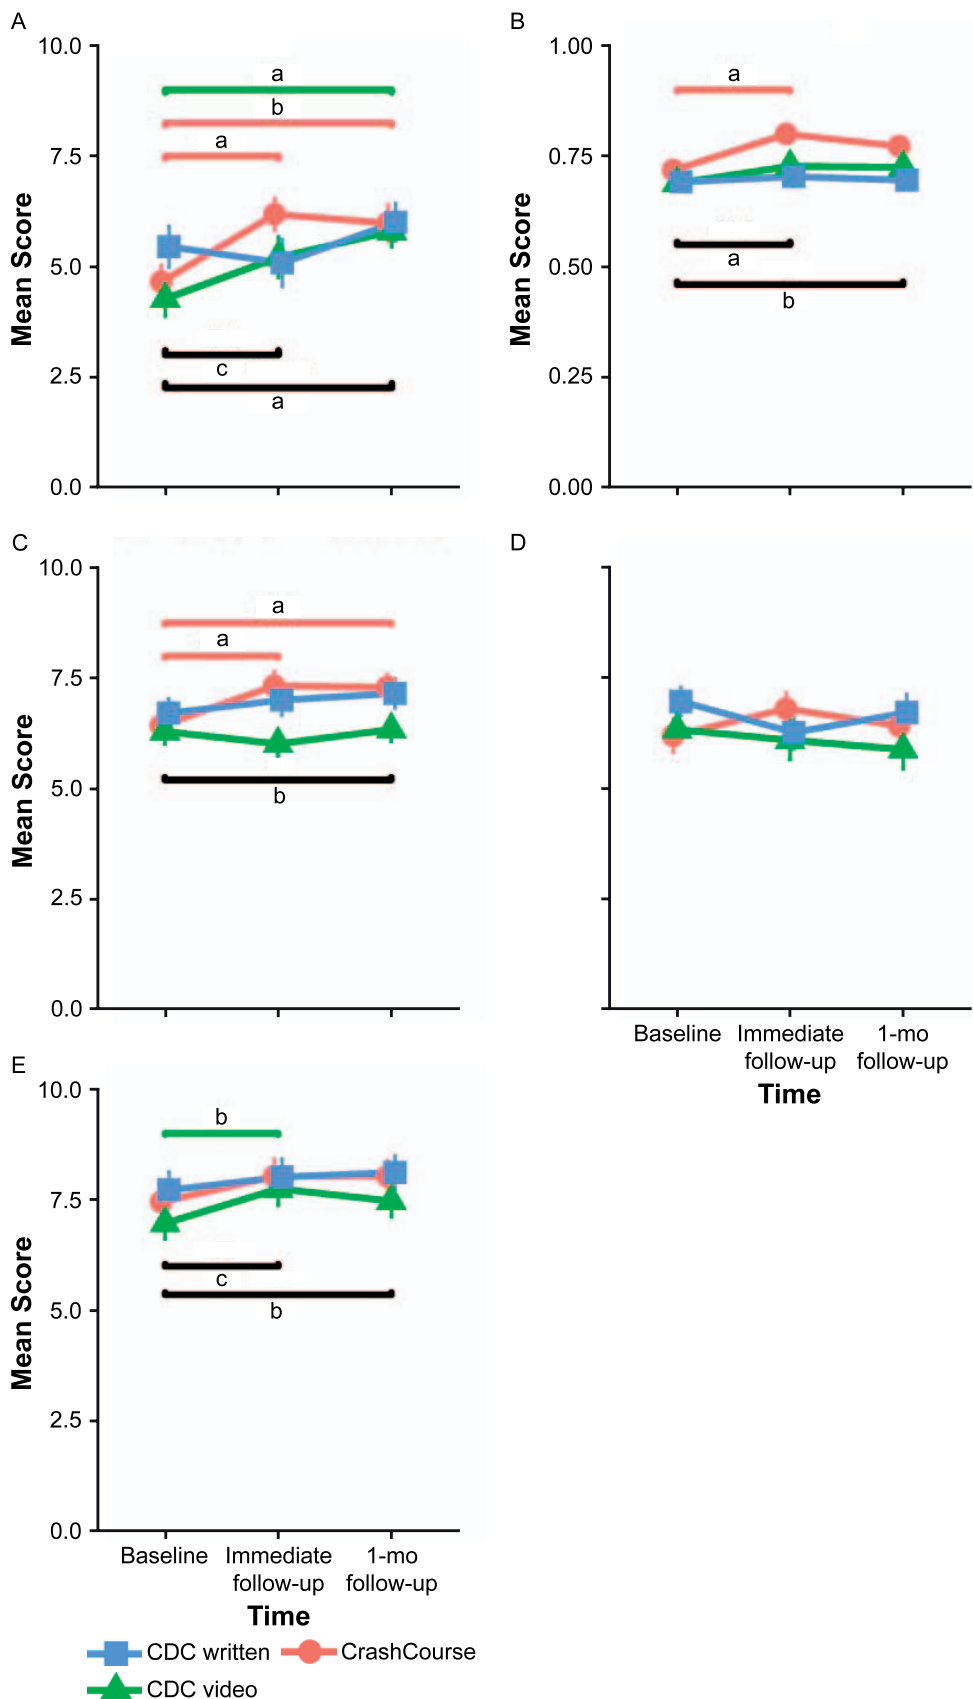 A
10.0
a
b
a
7.5
Mean Score
5.0
c
2.5
a
0.0
B
1.00
a
0.75
Mean Score
a
0.50
b
0.25
0.00
C
10.0
a
a
7.5
Mean Score
5.0
b
2.5
0.0
D
Baseline Immediate 1-mo
follow-up follow-up
Time
E
10.0
b
7.5
c
Mean Score
5.0
b
2.5
0.0
Baseline Immediate 1-mo
follow-up follow-up
Time
CDC written CrashCourse
CDC video